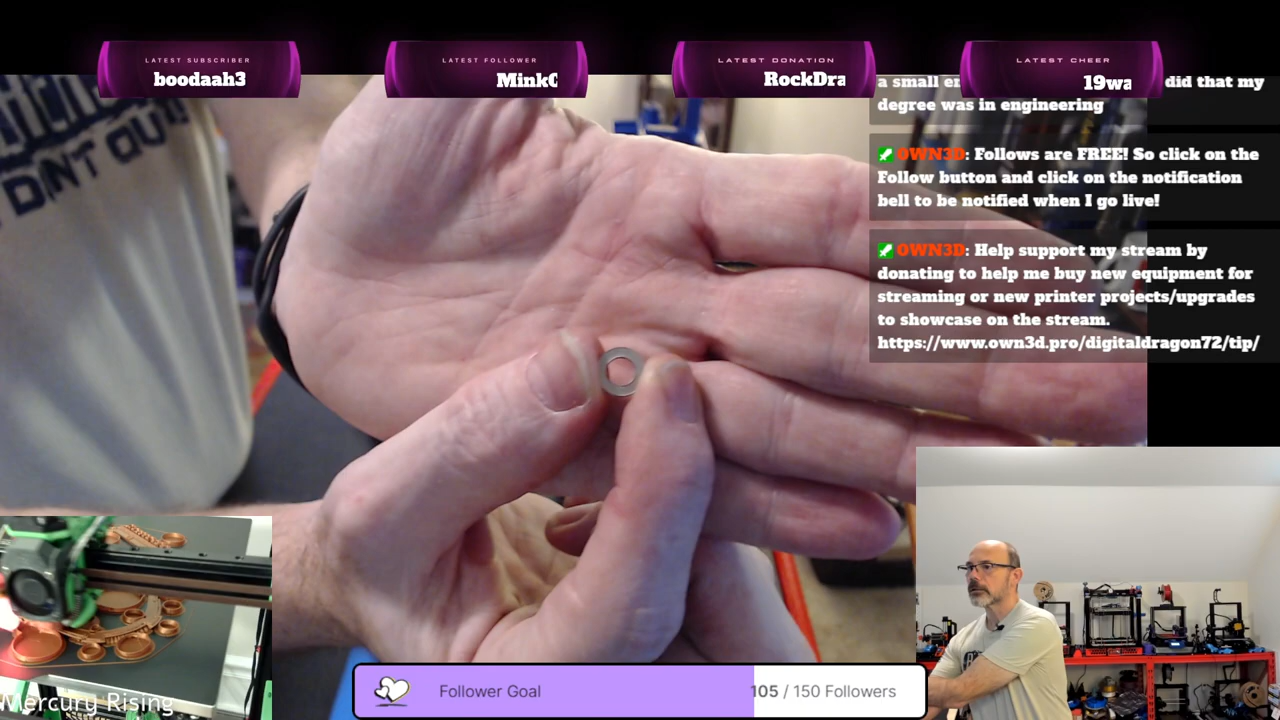 LATEST SUBSCRIBER
boodaah3
LATEST FOLLOWER
MinkC
LATEST DONATION
RockDra
LATEST CHEER
19wa
a small en did that my
degree was in engineering
OWN3D: Follows are FREE! So click on the
Follow button and click on the notification
bell to be notified when I go live!
OWN3D: Help support my stream by
donating to help me buy new equipment for
streaming or new printer projects/upgrades
to showcase on the stream.
https://www.own3d.pro/digitaldragon72/tip/
Mercury Rising
Follower Goal
105 / 150 Followers